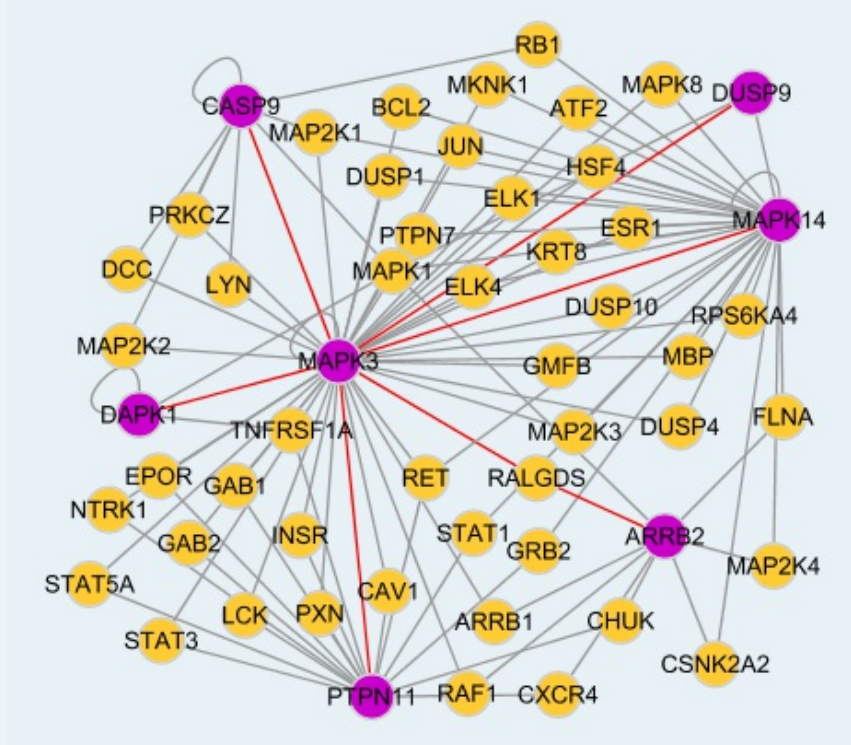 RB1
MKNK1
MAPK8
DUSP9
CASP9
BCL2
ATF2
MAP2K1
JUN
HSF4
DUSP1
ELK1
PRKCZ
PTPN7
ESR1
MAPK14
KRT8
DCC
LYN
MAPK1
ELK4
DUSP10
RPS6KA4
MAP2K2
MAPK3
GMFB
MBP
DAPK1
TNFRSF1A
MAP2K3
DUSP4
FLNA
EPOR
GAB1
RET
RALGDS
NTRK1
GAB2
INSR
STAT1
GRB2
ARRB2
STAT5A
CAV1
MAP2K4
LCK
PXN
ARRB1
CHUK
STAT3
CSNK2A2
PTPN11
RAF1
CXCR4